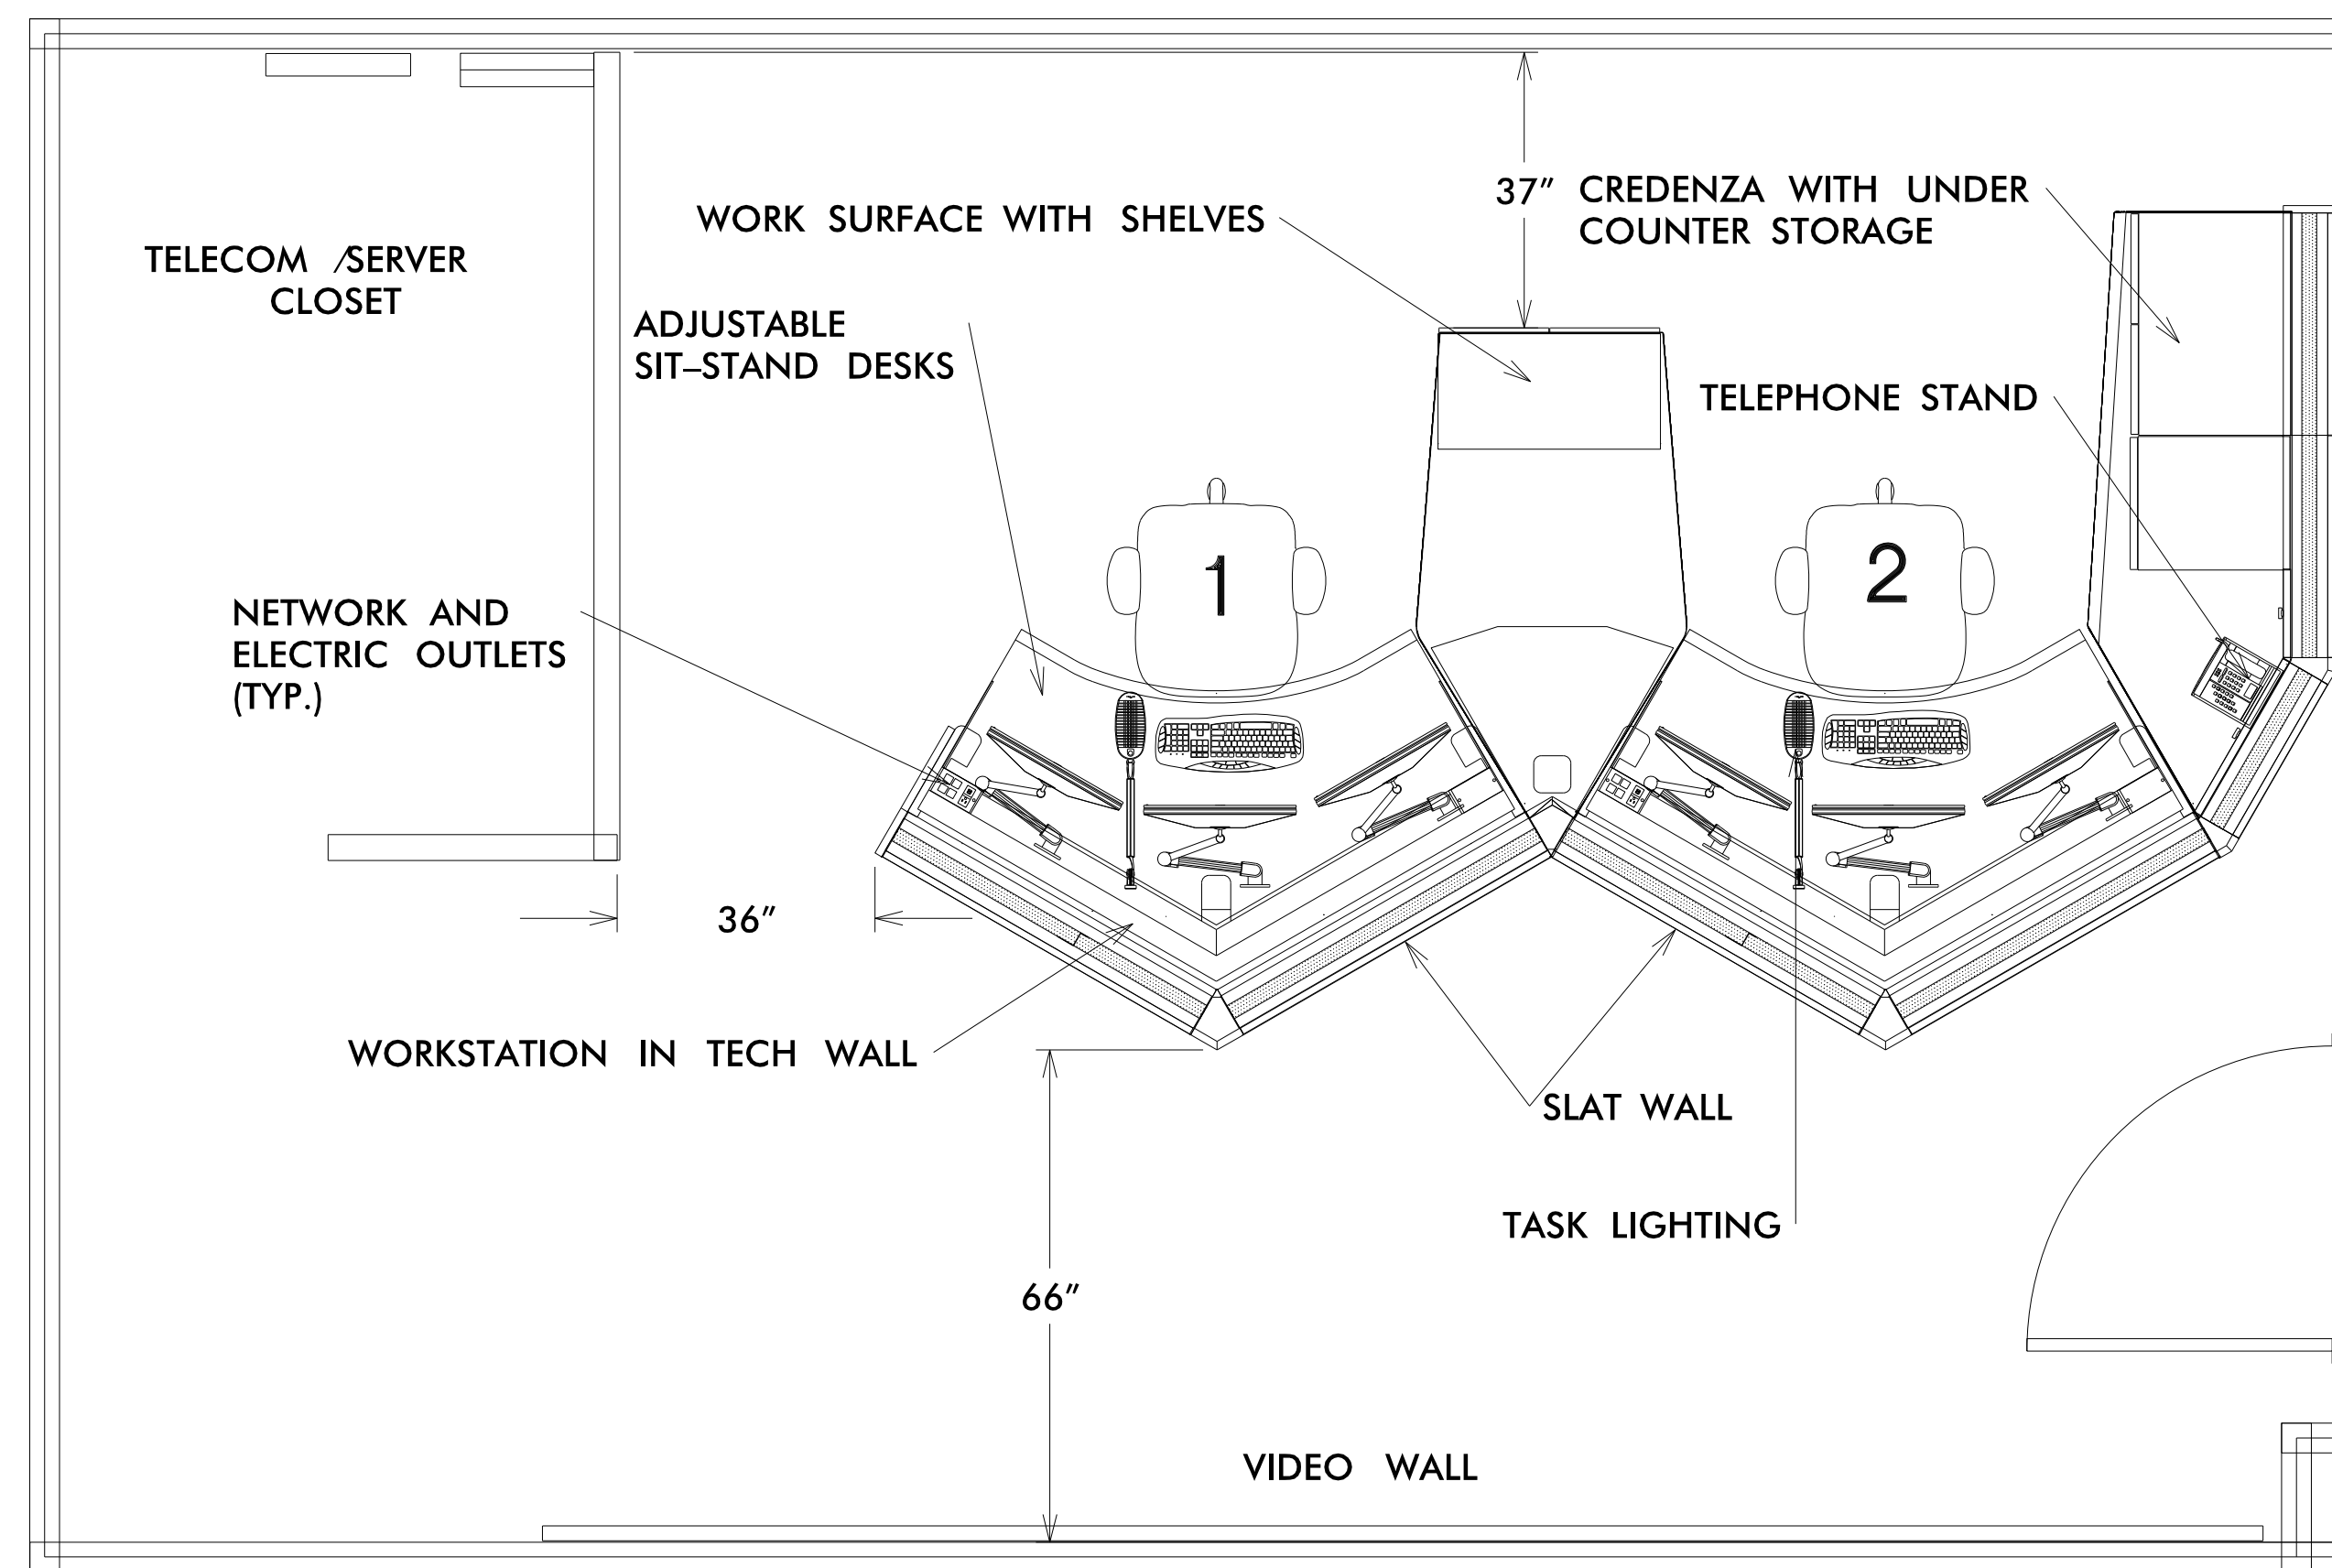 37″
CREDENZA WITH UNDER
COUNTER STORAGE
WORK SURFACE WITH SHELVES
TELECOM /SERVER
CLOSET
ADJUSTABLE
SIT–STAND DESKS
TELEPHONE STAND
1
2
NETWORK AND
ELECTRIC OUTLETS
(TYP.)
36″
WORKSTATION IN TECH WALL
SLAT WALL
TASK LIGHTING
66″
VIDEO WALL